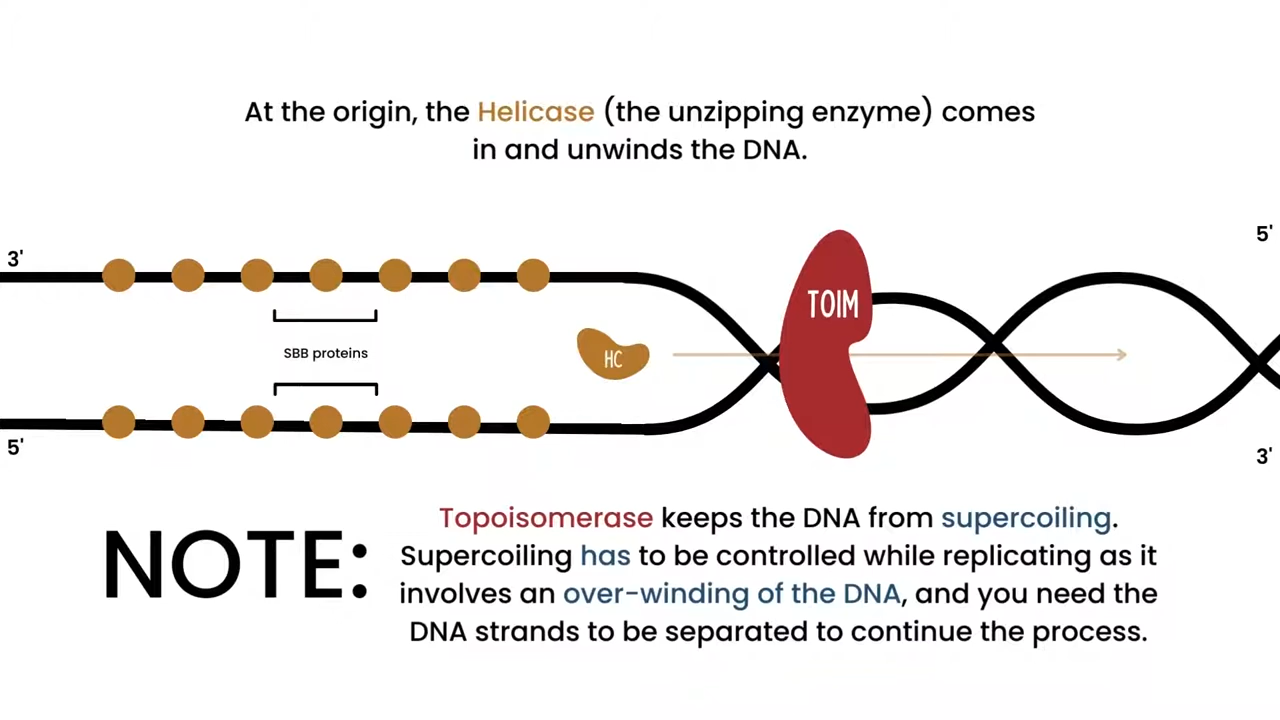 At the origin, the Helicase (the unzipping enzyme) comes
in and unwinds the DNA.
5'
3'
TOIM
SBB proteins
HC
5'
3'
NOTE:
Topoisomerase keeps the DNA from supercoiling.
Supercoiling has to be controlled while replicating as it
involves an over-winding of the DNA, and you need the
DNA strands to be separated to continue the process.